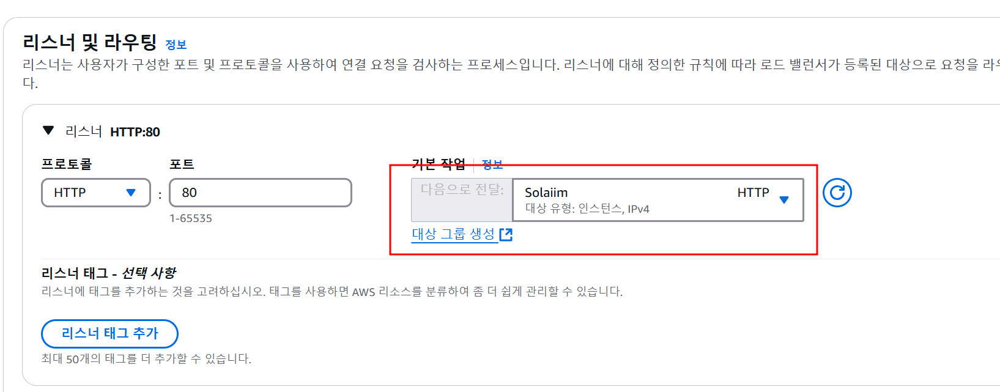 리스너 및 라우팅 정보
리스너는 사용자가 구성한 포트 및 프로토콜을 사용하여 연결 요청을 검사하는 프로세스입니다. 리스너에 대해 정의한 규칙에 따라 로드 밸런서가 등록된 대상으로 요청을
다.
리스너 HTTP:80
프로토콜
포트
기본 작업 정보
HTTP
:
80
다음으로 전달:
Solaiim
HTTP
대상 유형: 인스턴스, IPv4
1-65535
대상 그룹 생성
리스너 태그 - 선택 사항
리스너에 태그를 추가하는 것을 고려하십시오. 태그를 사용하면 AWS 리소스를 분류하여 좀 더 쉽게 관리할 수 있습니다.
리스너 태그 추가
최대 50개의 태그를 더 추가할 수 있습니다.